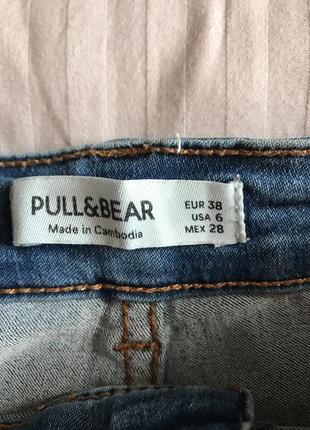 PULL&BEAR
Made in Cambodia
EUR 38
USA 6
MEX 28